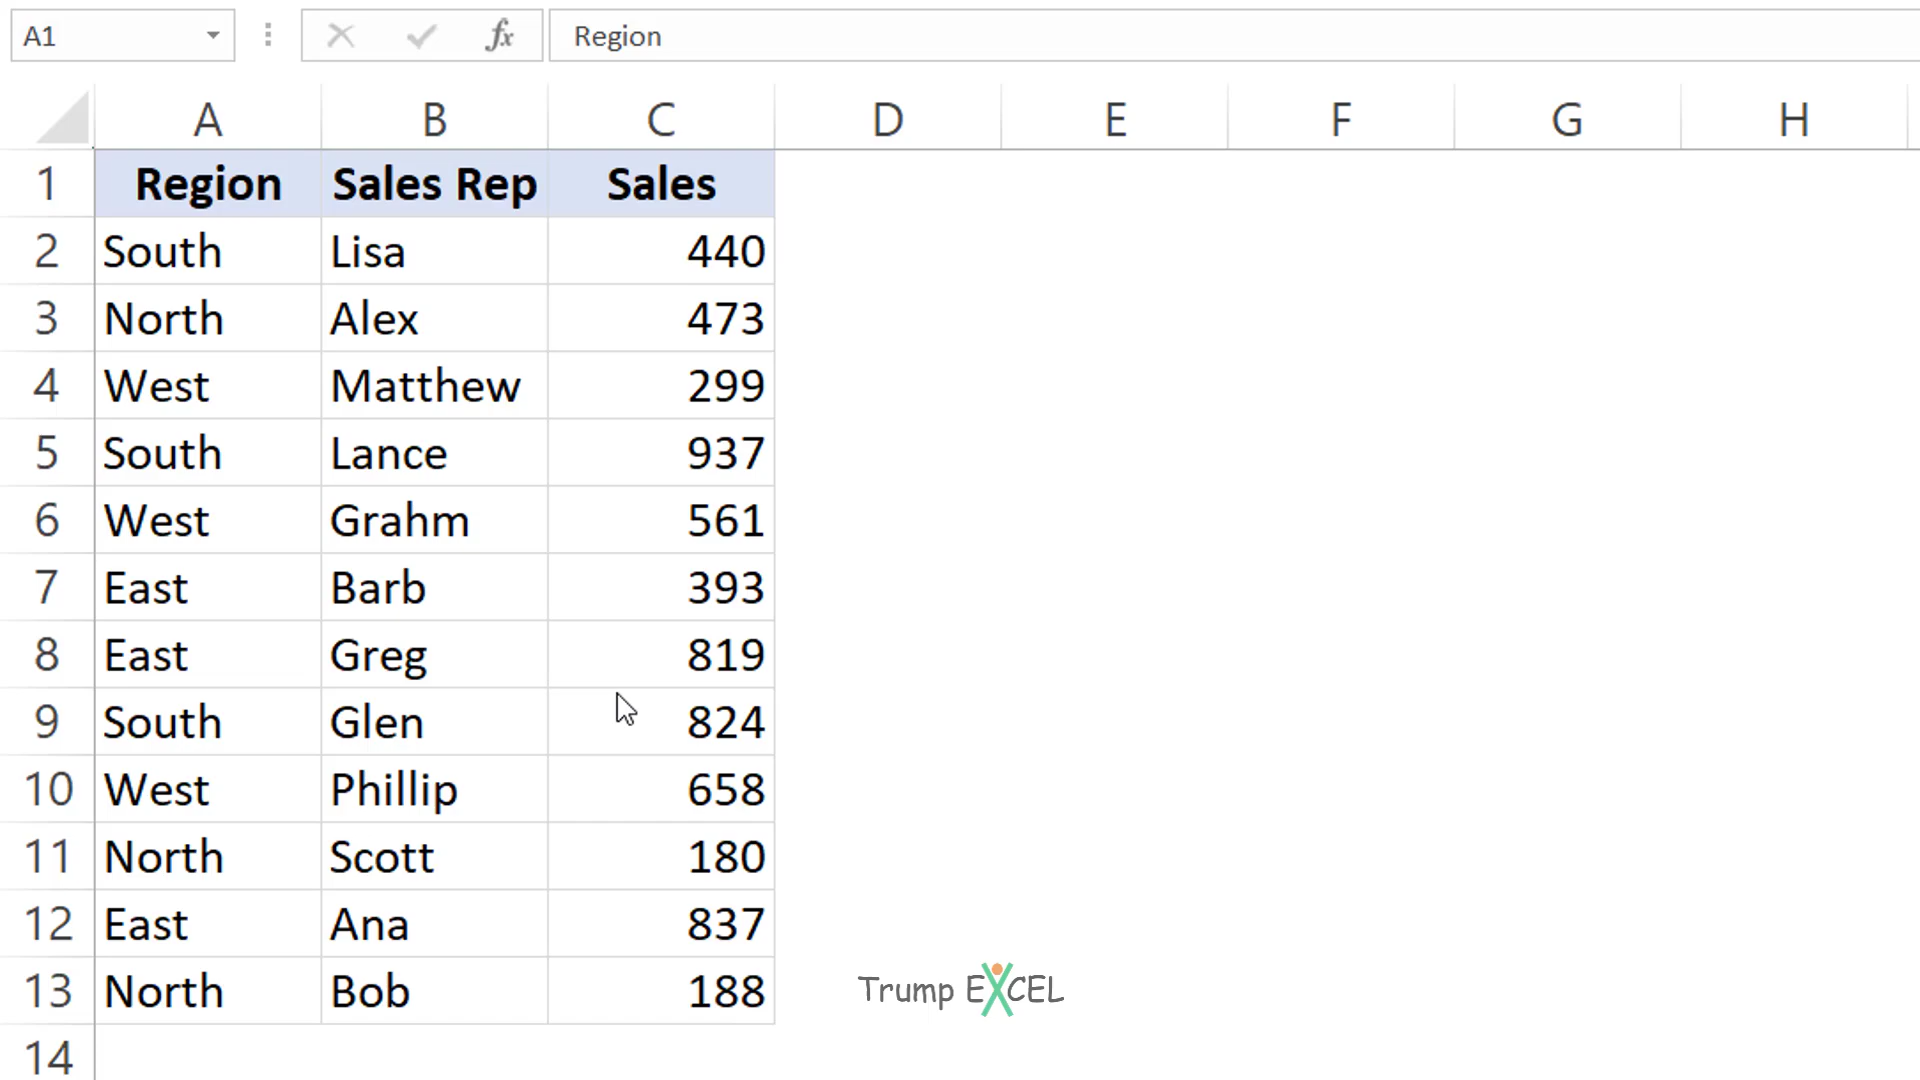 A1 fx Region
A B C D E F G H
1 Region Sales Rep Sales
2 South Lisa 440
3 North Alex 473
4 West Matthew 299
5 South Lance 937
6 West Grahm 561
7 East Barb 393
8 East Greg 819
9 South Glen 824
10 West Phillip 658
11 North Scott 180
12 East Ana 837
13 North Bob 188
Trump EXCEL
14